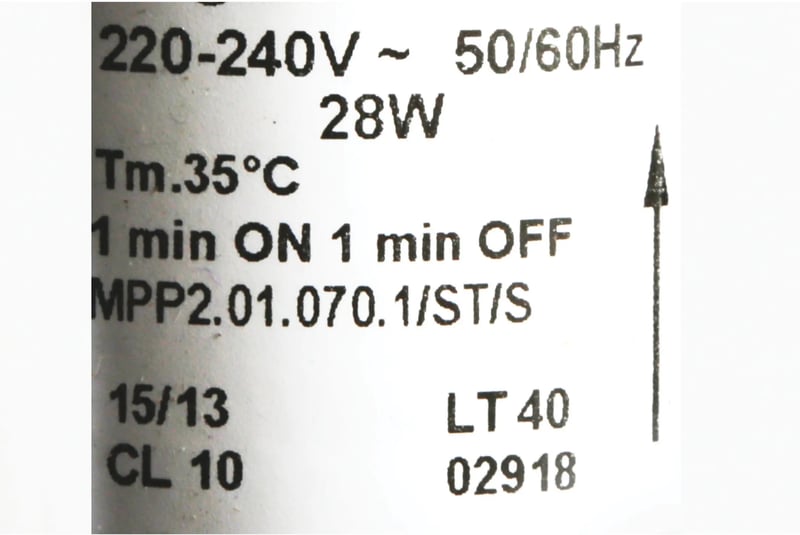 220-240V ~ 50/60Hz
28W
Tm.35°C
1 min ON 1 min OFF
MPP2.01.070.1/ST/S
15/13 LT 40
CL 10 02918